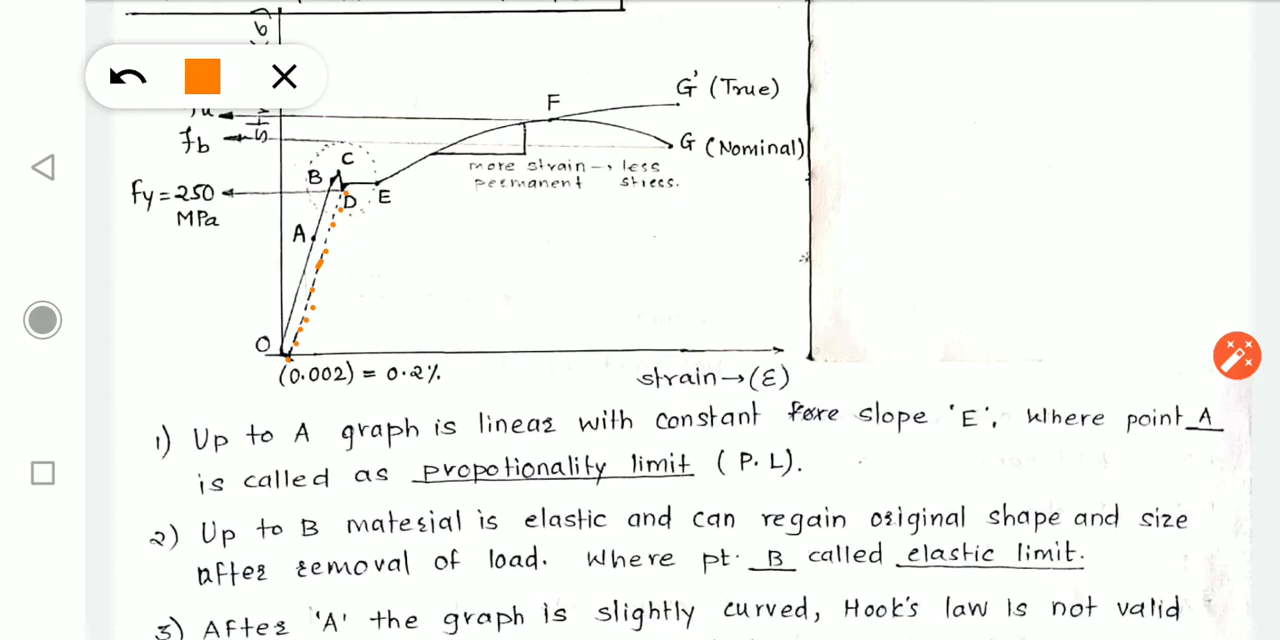 G' (True)
F
fb
G (Nominal)
C
more strain → less
permanent stress.
B
fy = 250
MPa
D
E
A
O
(0.002) = 0.2%
strain → (ε)
1) Up to A graph is linear with constant slope 'E', Where point A
is called as propotionality limit (P.L).
2) Up to B material is elastic and can regain original shape and size
after removal of load. Where pt. B called elastic limit.
3) After 'A' the graph is slightly curved, Hook's law is not valid